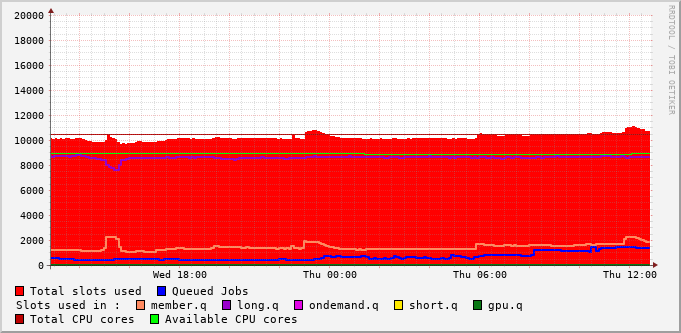 20000
18000
16000
14000
12000
10000
8000
6000
4000
2000
0
Wed 18:00 Thu 00:00 Thu 06:00 Thu 12:00
RRDTOOL / TOBI OETIKER
Total slots used Queued Jobs
Slots used in : member.q long.q ondemand.q short.q gpu.q
Total CPU cores Available CPU cores